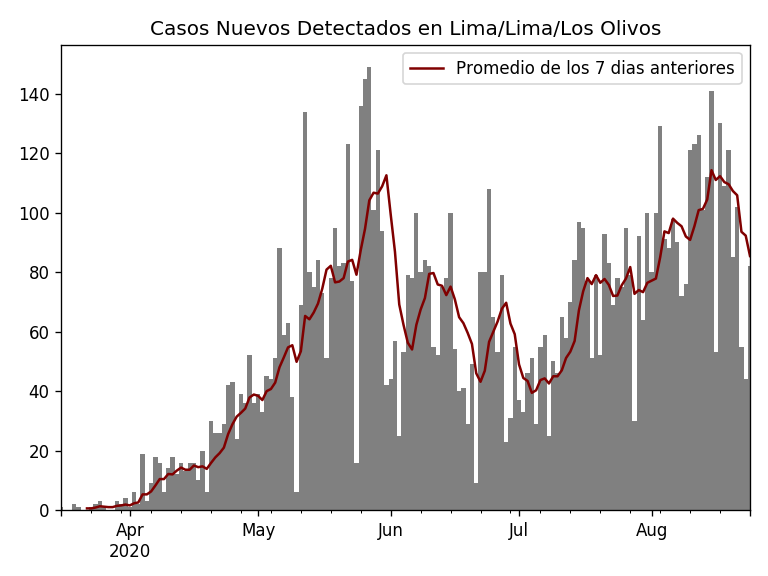 Casos Nuevos Detectados en Lima/Lima/Los Olivos
Promedio de los 7 dias anteriores
140
120
100
80
60
40
20
0
Apr
2020
May
Jun
Jul
Aug